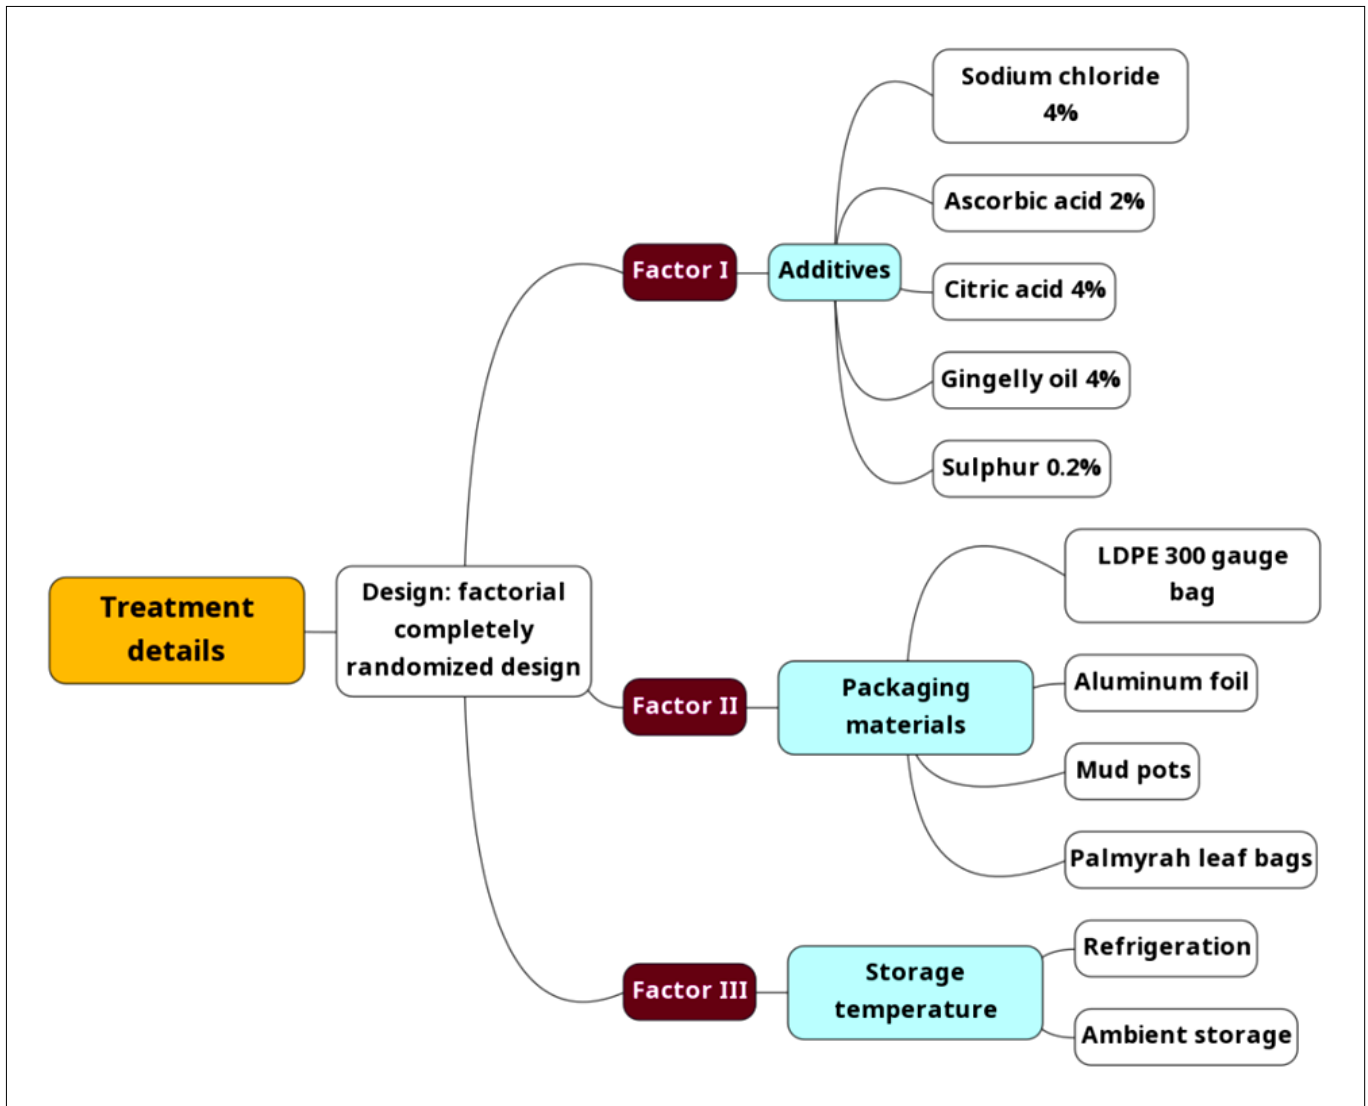 Treatment
details
Design: factorial
completely
randomized design
Factor I
Additives
Sodium chloride
4%
Ascorbic acid 2%
Citric acid 4%
Gingelly oil 4%
Sulphur 0.2%
Factor II
Packaging
materials
LDPE 300 gauge
bag
Aluminum foil
Mud pots
Palmyrah leaf bags
Factor III
Storage
temperature
Refrigeration
Ambient storage